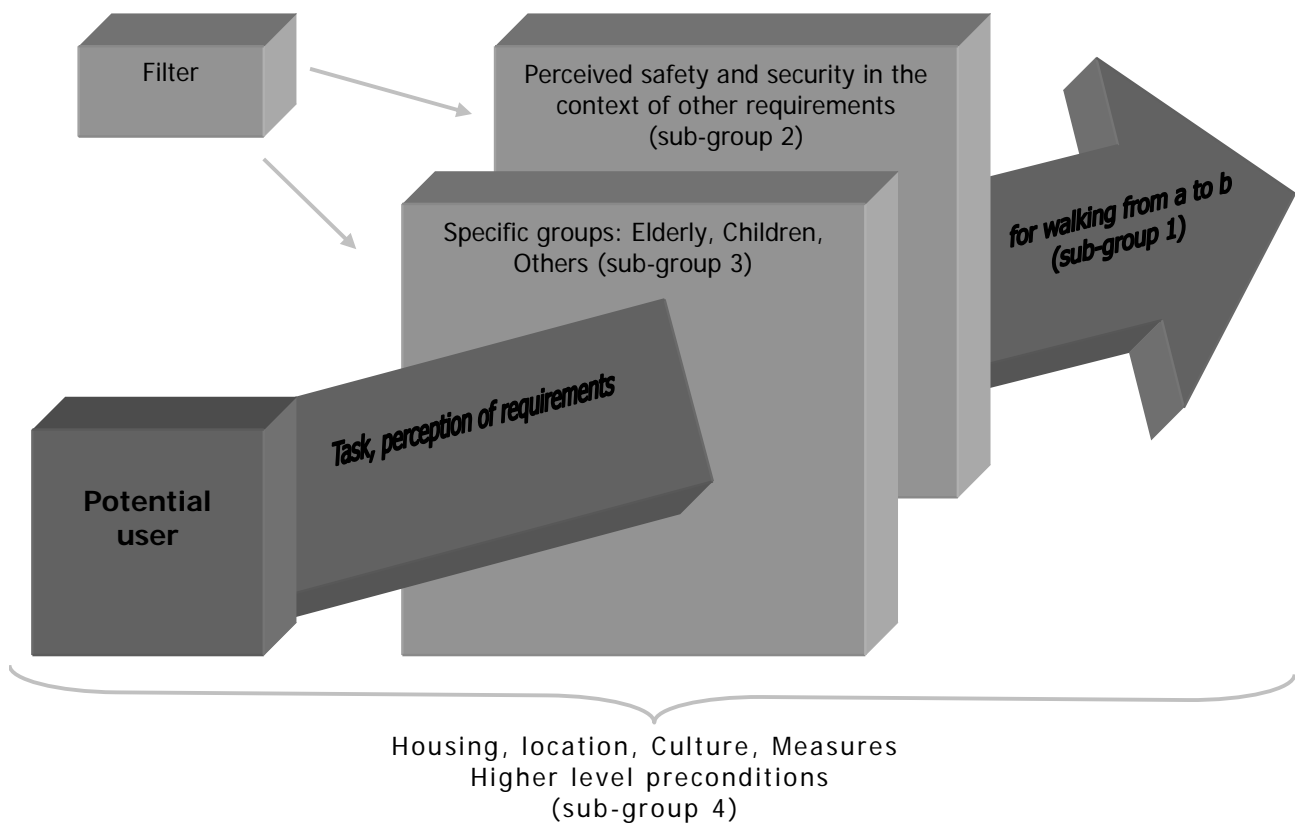 Filter
Perceived safety and security in the
context of other requirements
(sub-group 2)
for walking from a to b
(sub-group 1)
Specific groups: Elderly, Children,
Others (sub-group 3)
Task, perception of requirements
Potential
user
Housing, location, Culture, Measures
Higher level preconditions
(sub-group 4)